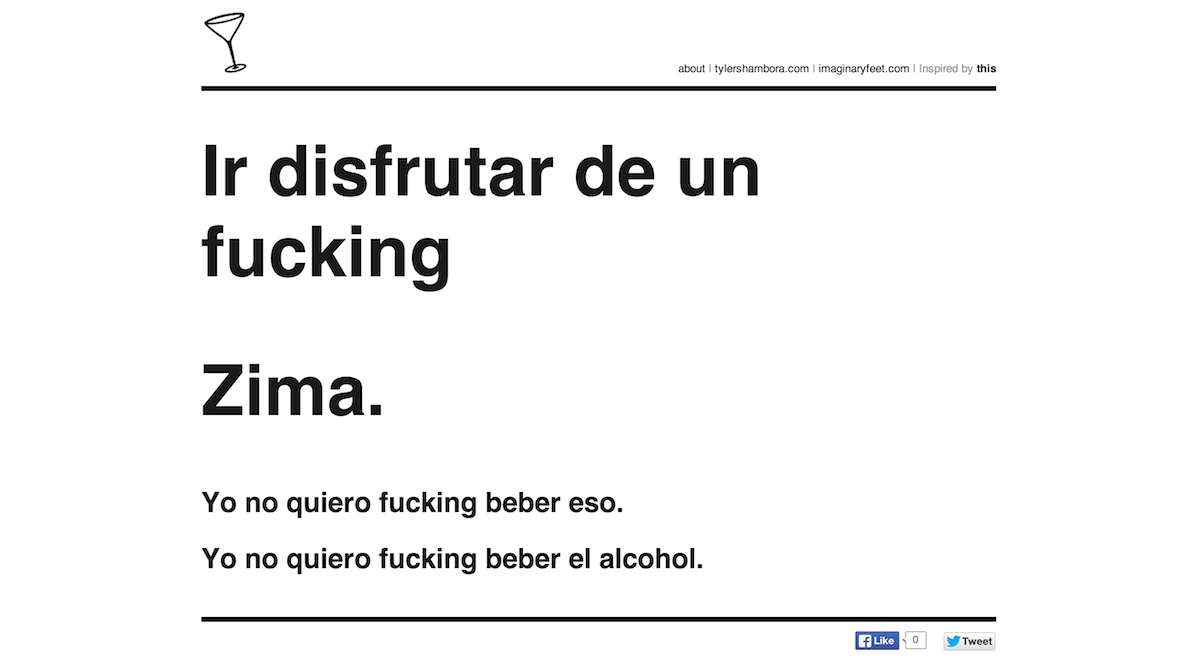 about | tylershambora.com | imaginaryfeet.com | Inspired by this
Ir disfrutar de un
fucking
Zima.
Yo no quiero fucking beber eso.
Yo no quiero fucking beber el alcohol.
Like 0 Tweet